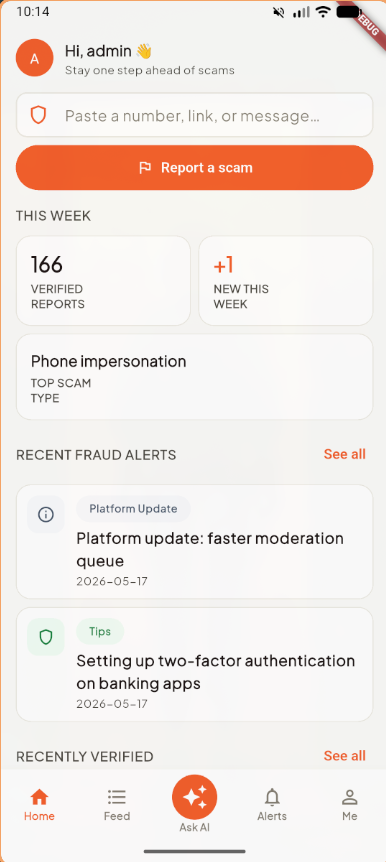 10:14
DEBUG
A
Hi, admin 👋
Stay one step ahead of scams
Paste a number, link, or message...
Report a scam
THIS WEEK
166
VERIFIED
REPORTS
+1
NEW THIS
WEEK
Phone impersonation
TOP SCAM
TYPE
RECENT FRAUD ALERTS
See all
Platform Update
Platform update: faster moderation
queue
2026-05-17
Tips
Setting up two-factor authentication
on banking apps
2026-05-17
RECENTLY VERIFIED
See all
Home
Feed
Ask AI
Alerts
Me